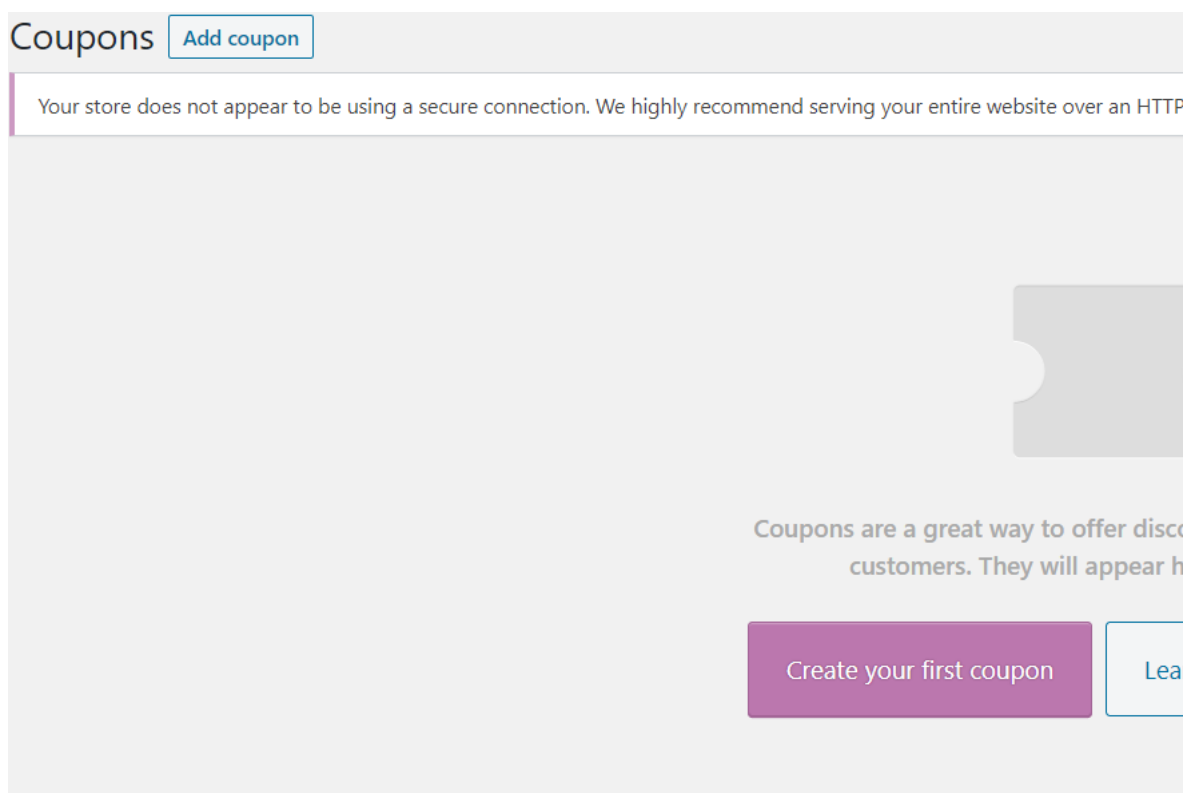 Coupons Add coupon
Your store does not appear to be using a secure connection. We highly recommend serving your entire website over an HTTP
Coupons are a great way to offer
customers. They will appear
Create your first coupon